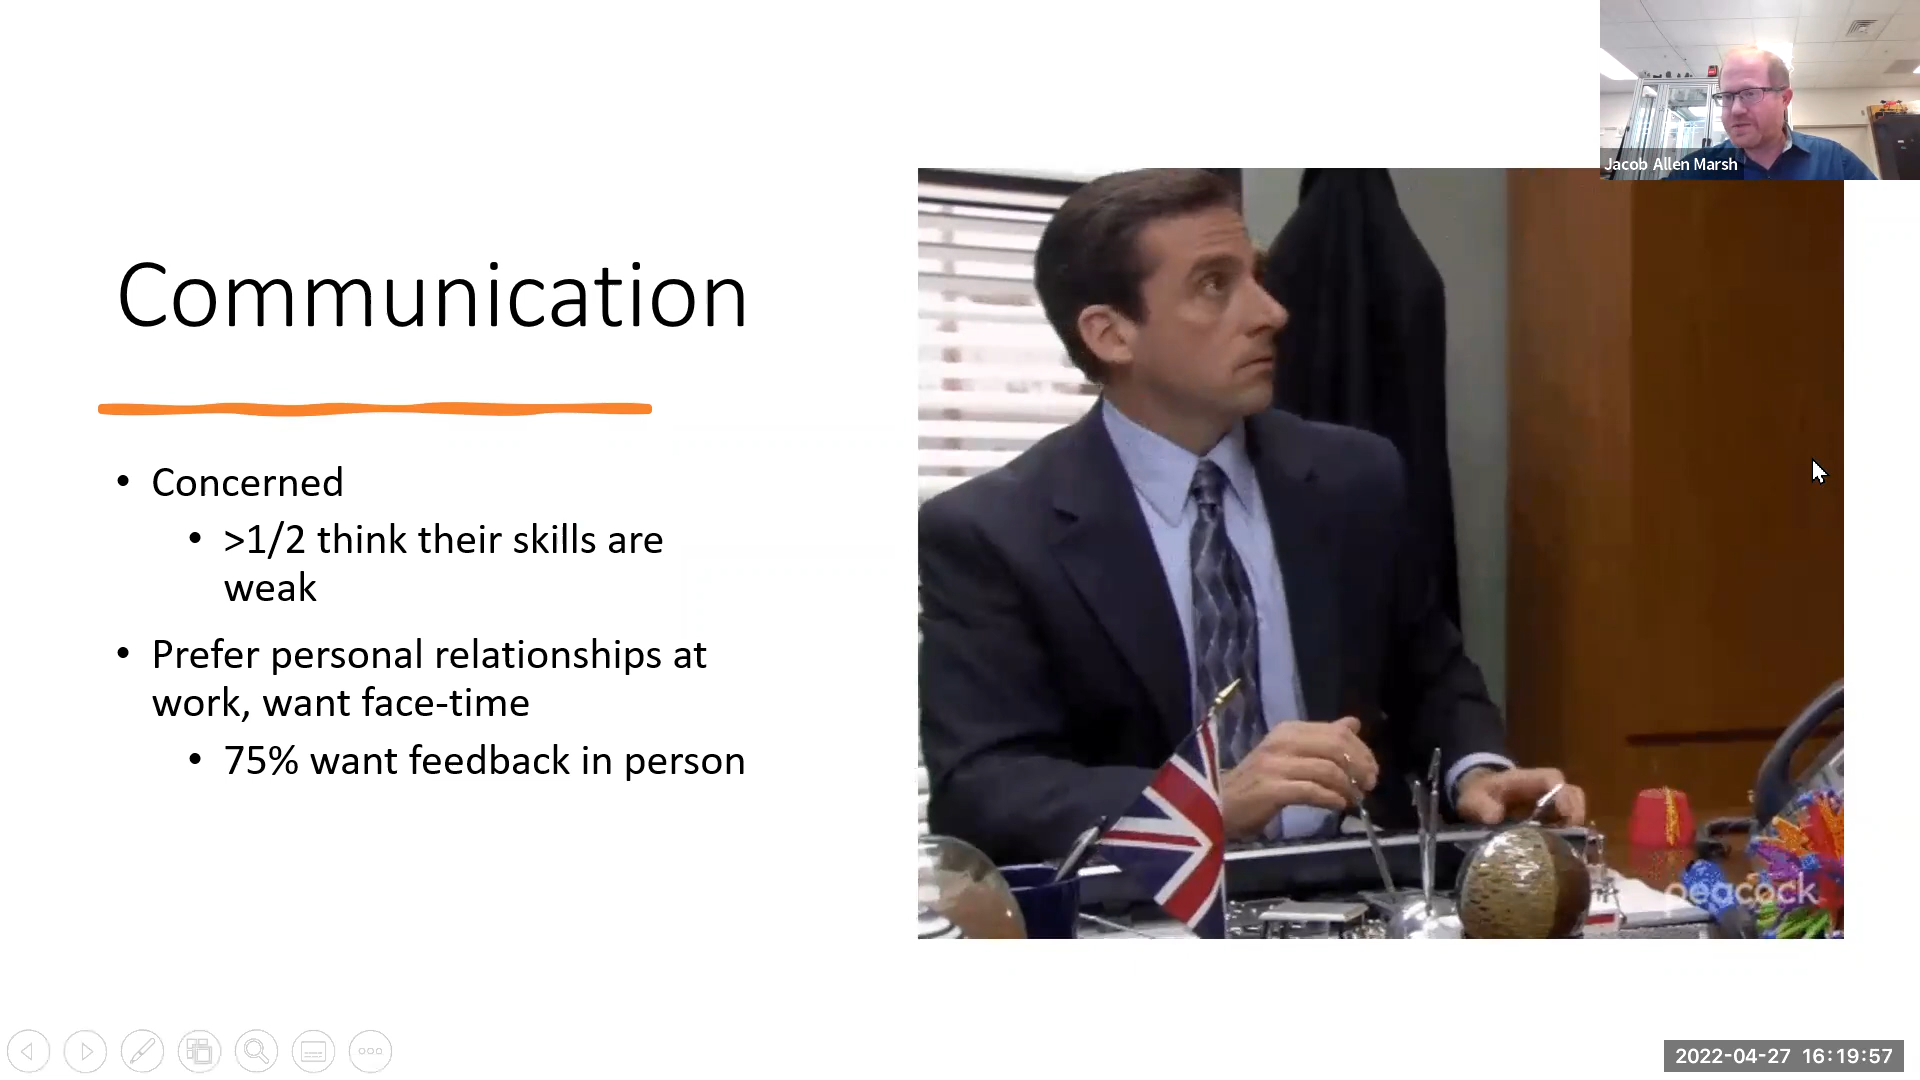 Jacob Allen Marsh
Communication
• Concerned
• >1/2 think their skills are
weak
• Prefer personal relationships at
work, want face-time
• 75% want feedback in person
peacock
2022-04-27 16:19:57